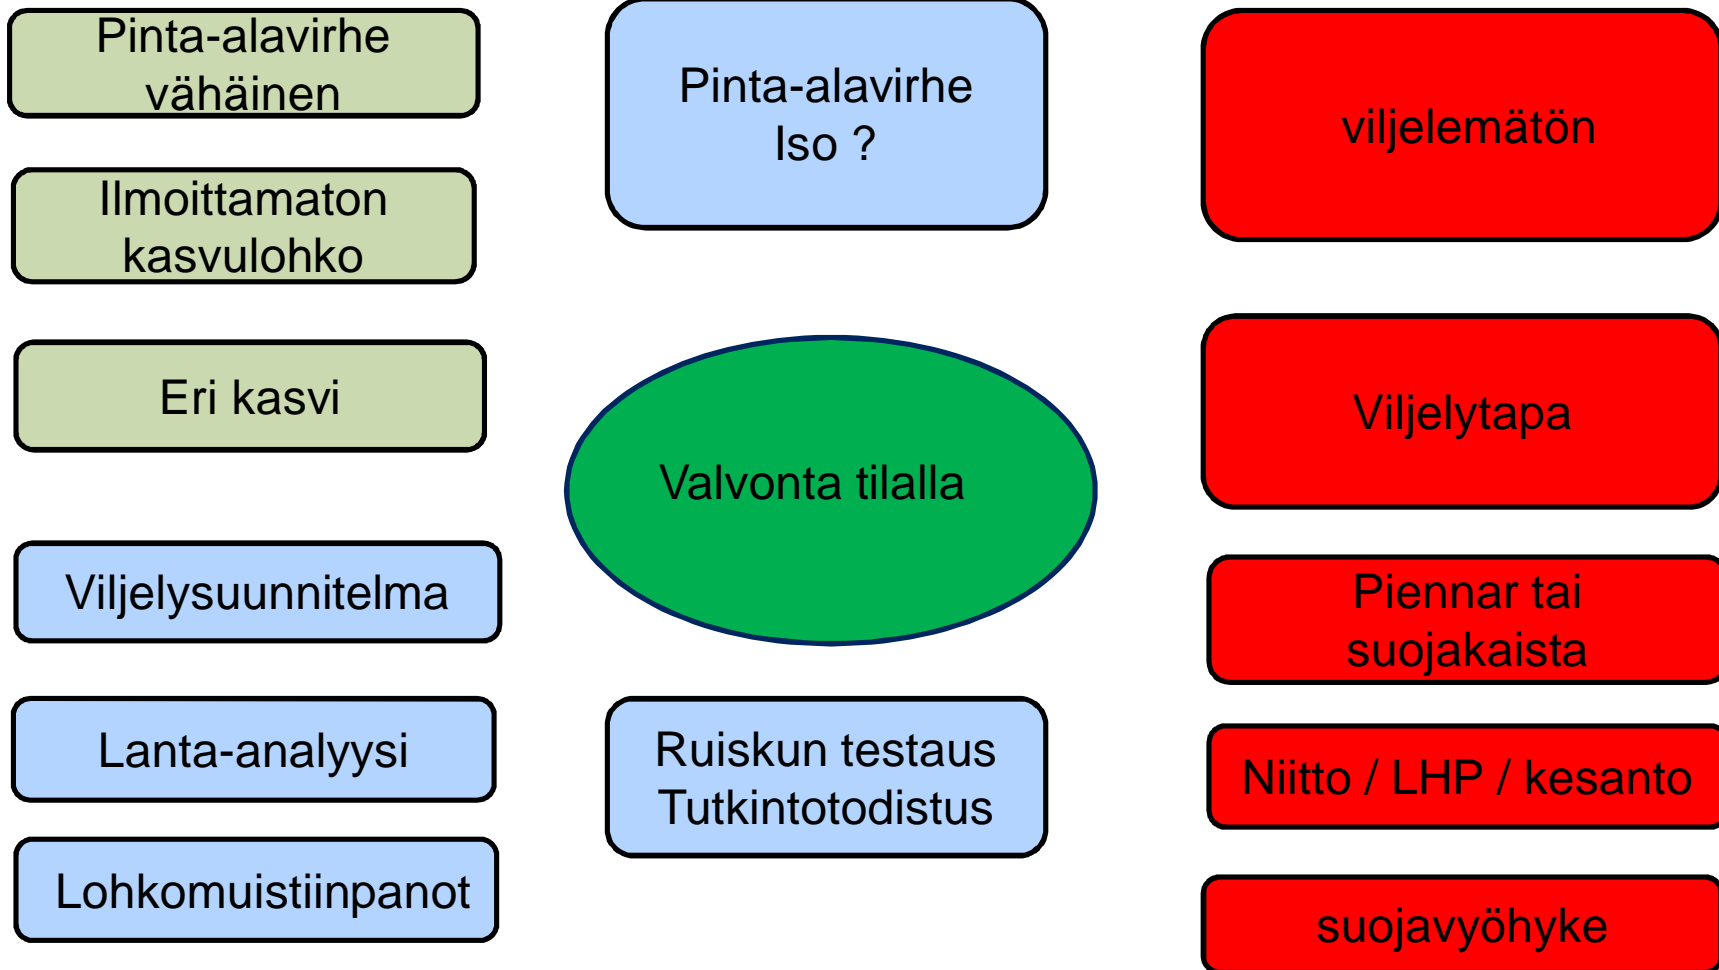 Pinta-alavirhe
vähäinen
Ilmoittamaton
kasvulohko
Eri kasvi
Viljelysuunnitelma
Lanta-analyysi
Lohkomuistiinpanot
Pinta-alavirhe
Iso ?
Valvonta tilalla
Ruiskun testaus
Tutkintotodistus
viljelemätön
Viljelytapa
Piennar tai
suojakaista
Niitto / LHP / kesanto
suojavyöhyke